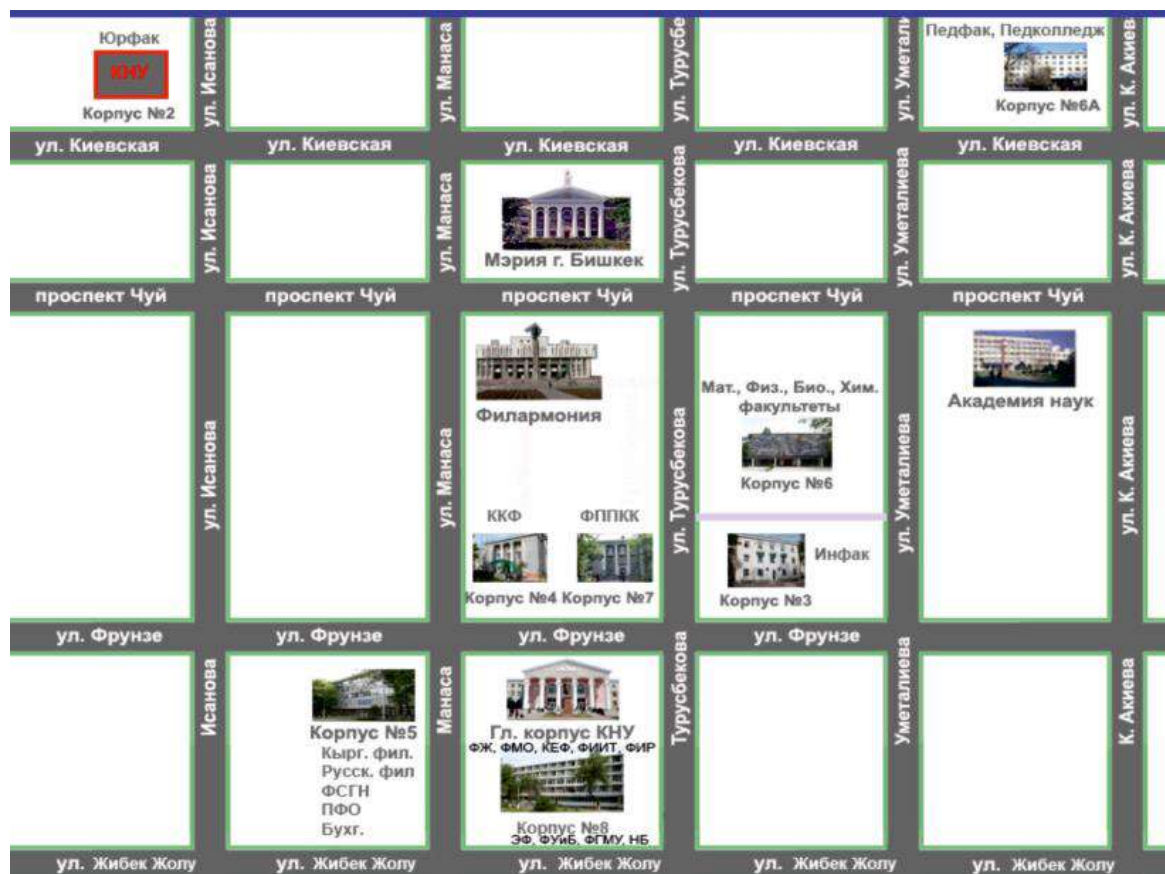 Юрфак
КНУ
Корпус №2
ул. Исанова
ул. Манаса
ул. Турусбе
ул. Уметали
Педфак, Педколледж
Корпус №6А
ул. К. Акиев
ул. Киевская
ул. Киевская
ул. Киевская
ул. Киевская
ул. Киевская
ул. Исанова
ул. Манаса
Мэрия г. Бишкек
ул. Турусбекова
ул. Уметалиева
ул. К. Акиева
проспект Чуй
проспект Чуй
проспект Чуй
проспект Чуй
проспект Чуй
ул. Исанова
ул. Манаса
Филармония
ККФ
ФППКК
Корпус №4
Корпус №7
ул. Турусбекова
Мат., Физ., Био., Хим.
факультеты
Корпус №6
Инфак
Корпус №3
ул. Уметалиева
Академия наук
ул. К. Акиева
ул. Фрунзе
ул. Фрунзе
ул. Фрунзе
ул. Фрунзе
Исанова
Корпус №5
Кырг. фил.
Русск. фил
ФСГН
ПФО
Бухг.
Манаса
Гл. корпус КНУ
ФЖ, ФМО, КЕФ, ФИИТ, ФИР
Корпус №8
ЭФ, ФУиБ, ФГМУ, НБ
Турусбекова
Уметалиева
К. Акиева
ул. Жибек Жолу
ул. Жибек Жолу
ул. Жибек Жолу
ул. Жибек Жолу
ул. Жибек Жолу